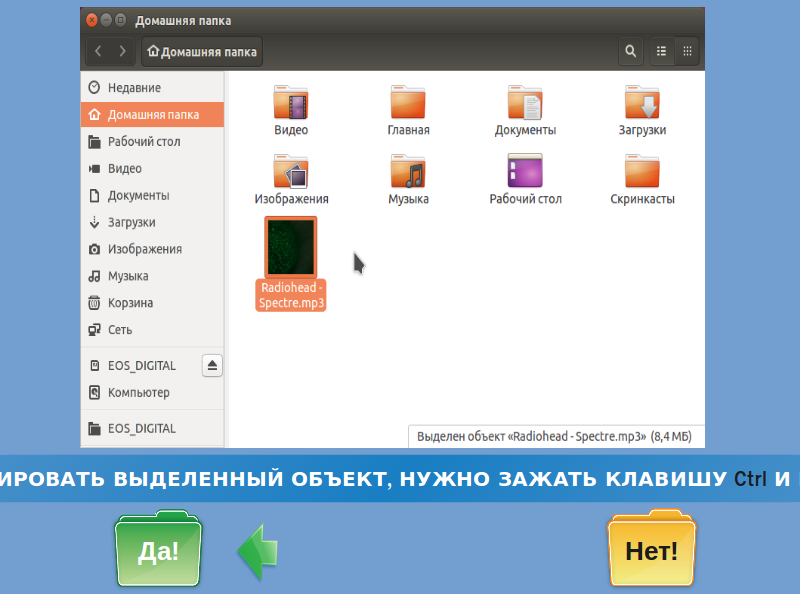 Домашняя папка
Домашняя папка
Недавние
Домашняя папка
Рабочий стол
Видео
Документы
Загрузки
Изображения
Музыка
Корзина
Сеть
EOS_DIGITAL
Компьютер
EOS_DIGITAL
Видео
Главная
Документы
Загрузки
Изображения
Музыка
Рабочий стол
Скринкасты
Radiohead -
Spectre.mp3
Выделен объект «Radiohead - Spectre.mp3» (8,4 МБ)
ИРОВАТЬ ВЫДЕЛЕННЫЙ ОБЪЕКТ, НУЖНО ЗАЖАТЬ КЛАВИШУ Ctrl И
Да!
Нет!